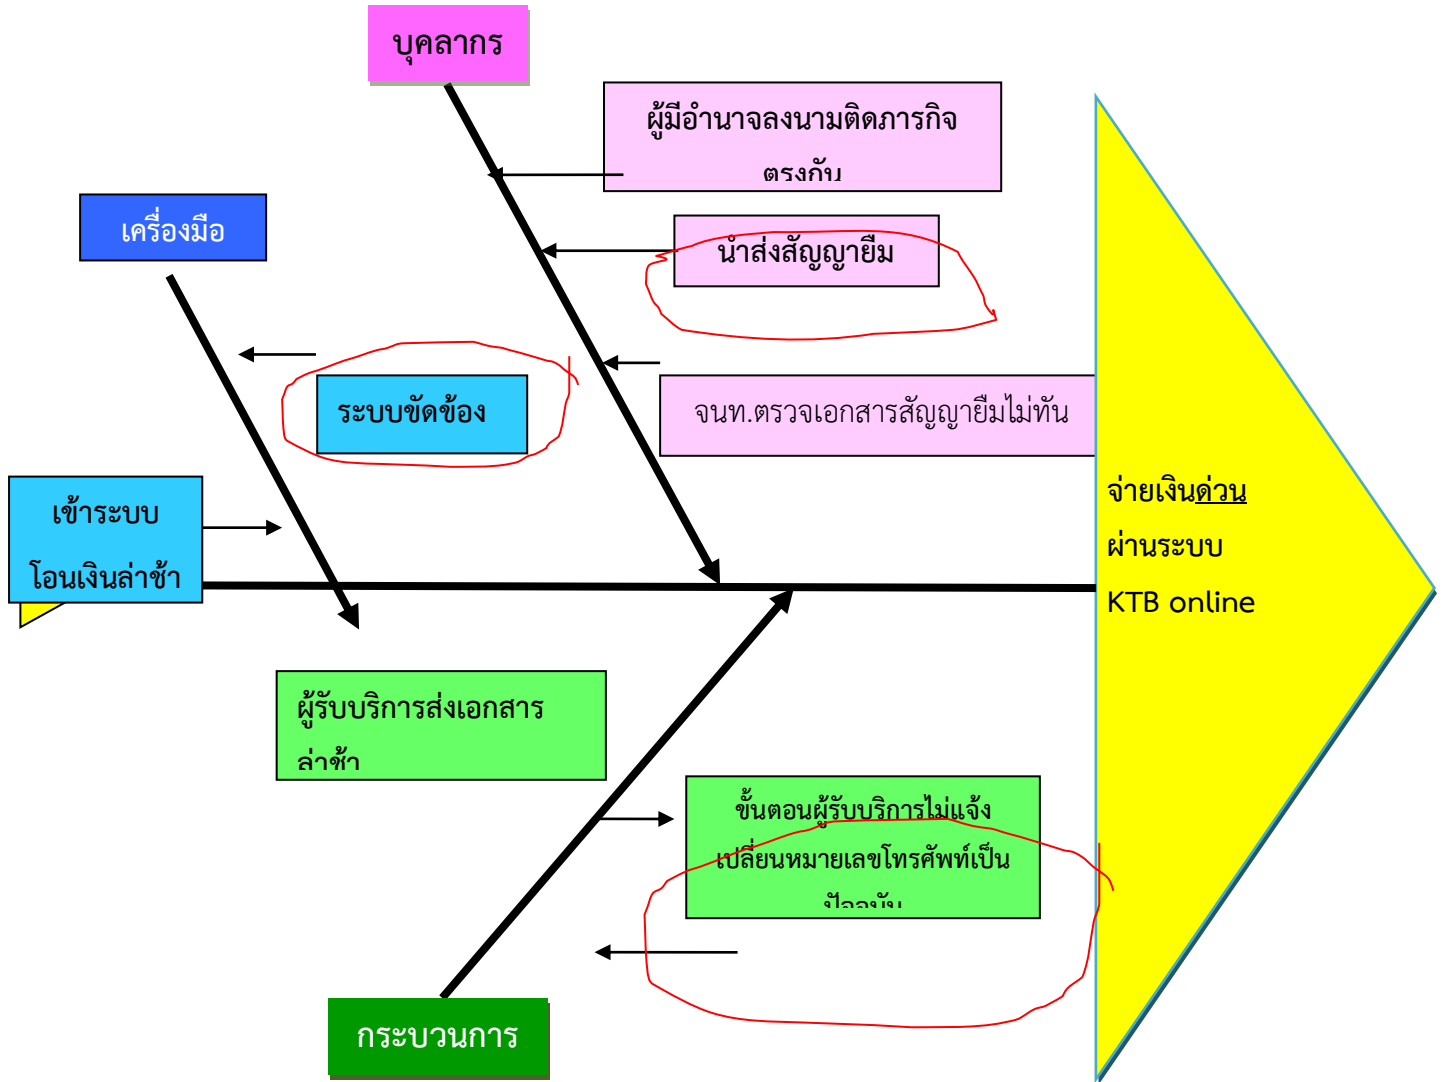 บุคลากร
ผู้มีอำนาจลงนามติดภารกิจ
ตรงกัน
เครื่องมือ
นำส่งสัญญายืม
ระบบขัดข้อง
จนท.ตรวจเอกสารสัญญายืมไม่ทัน
เข้าระบบ
โอนเงินล่าช้า
จ่ายเงินด่วน
ผ่านระบบ
KTB online
ผู้รับบริการส่งเอกสาร
ล่าช้า
ขั้นตอนผู้รับบริการไม่แจ้ง
เปลี่ยนหมายเลขโทรศัพท์เป็น
ปัจจุบัน
กระบวนการ